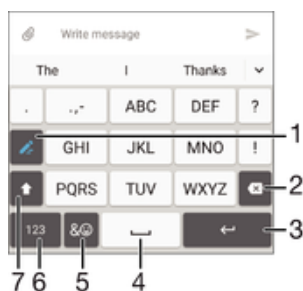 Write message
The I Thanks
. .,- ABC DEF ?
GHI JKL MNO ! 1
PQRS TUV WXYZ 2
123 & 3
7 6 5 4